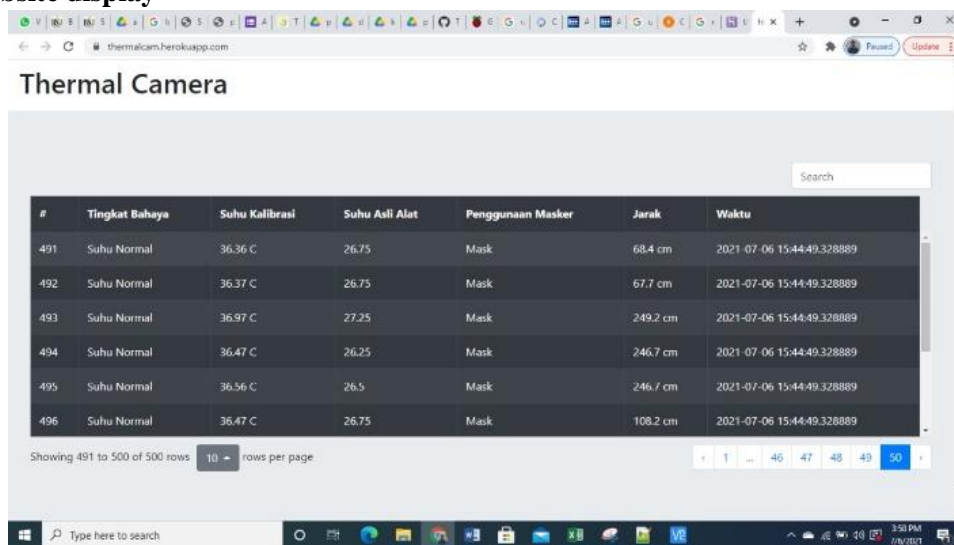 bsite display
thermalcam.herokuapp.com
Paused
Update
Thermal Camera
Search
# Tingkat Bahaya Suhu Kalibrasi Suhu Asli Alat Penggunaan Masker Jarak Waktu
491 Suhu Normal 36.36 C 26.75 Mask 68.4 cm 2021-07-06 15:44:49.328889
492 Suhu Normal 36.37 C 26.75 Mask 67.7 cm 2021-07-06 15:44:49.328889
493 Suhu Normal 36.97 C 27.25 Mask 249.2 cm 2021-07-06 15:44:49.328889
494 Suhu Normal 36.47 C 26.25 Mask 246.7 cm 2021-07-06 15:44:49.328889
495 Suhu Normal 36.56 C 26.5 Mask 246.7 cm 2021-07-06 15:44:49.328889
496 Suhu Normal 36.47 C 26.75 Mask 108.2 cm 2021-07-06 15:44:49.328889
Showing 491 to 500 of 500 rows 10 rows per page ‹ 1 ... 46 47 48 49 50 ›
Type here to search
3:58 PM
7/6/2021